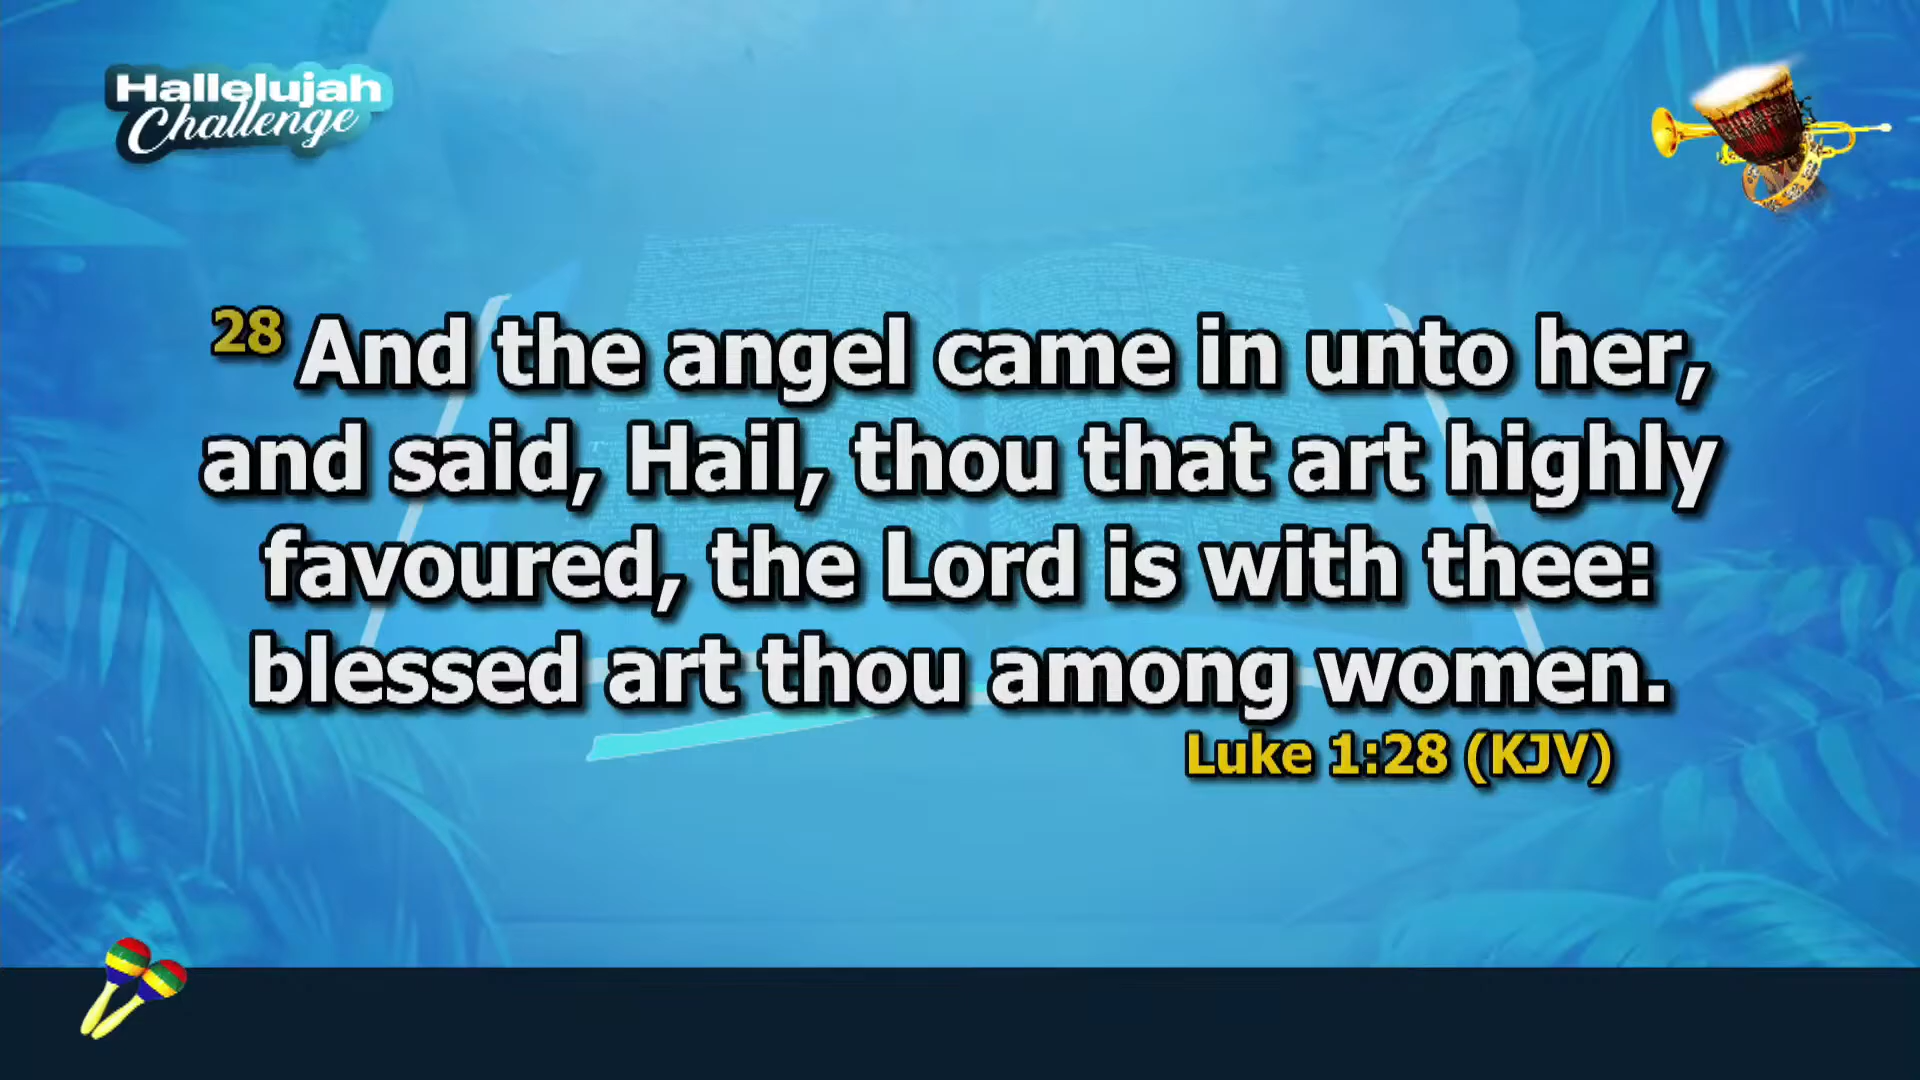 Hallelujah
Challenge
28 And the angel came in unto her,
and said, Hail, thou that art highly
favoured, the Lord is with thee:
blessed art thou among women.
Luke 1:28 (KJV)